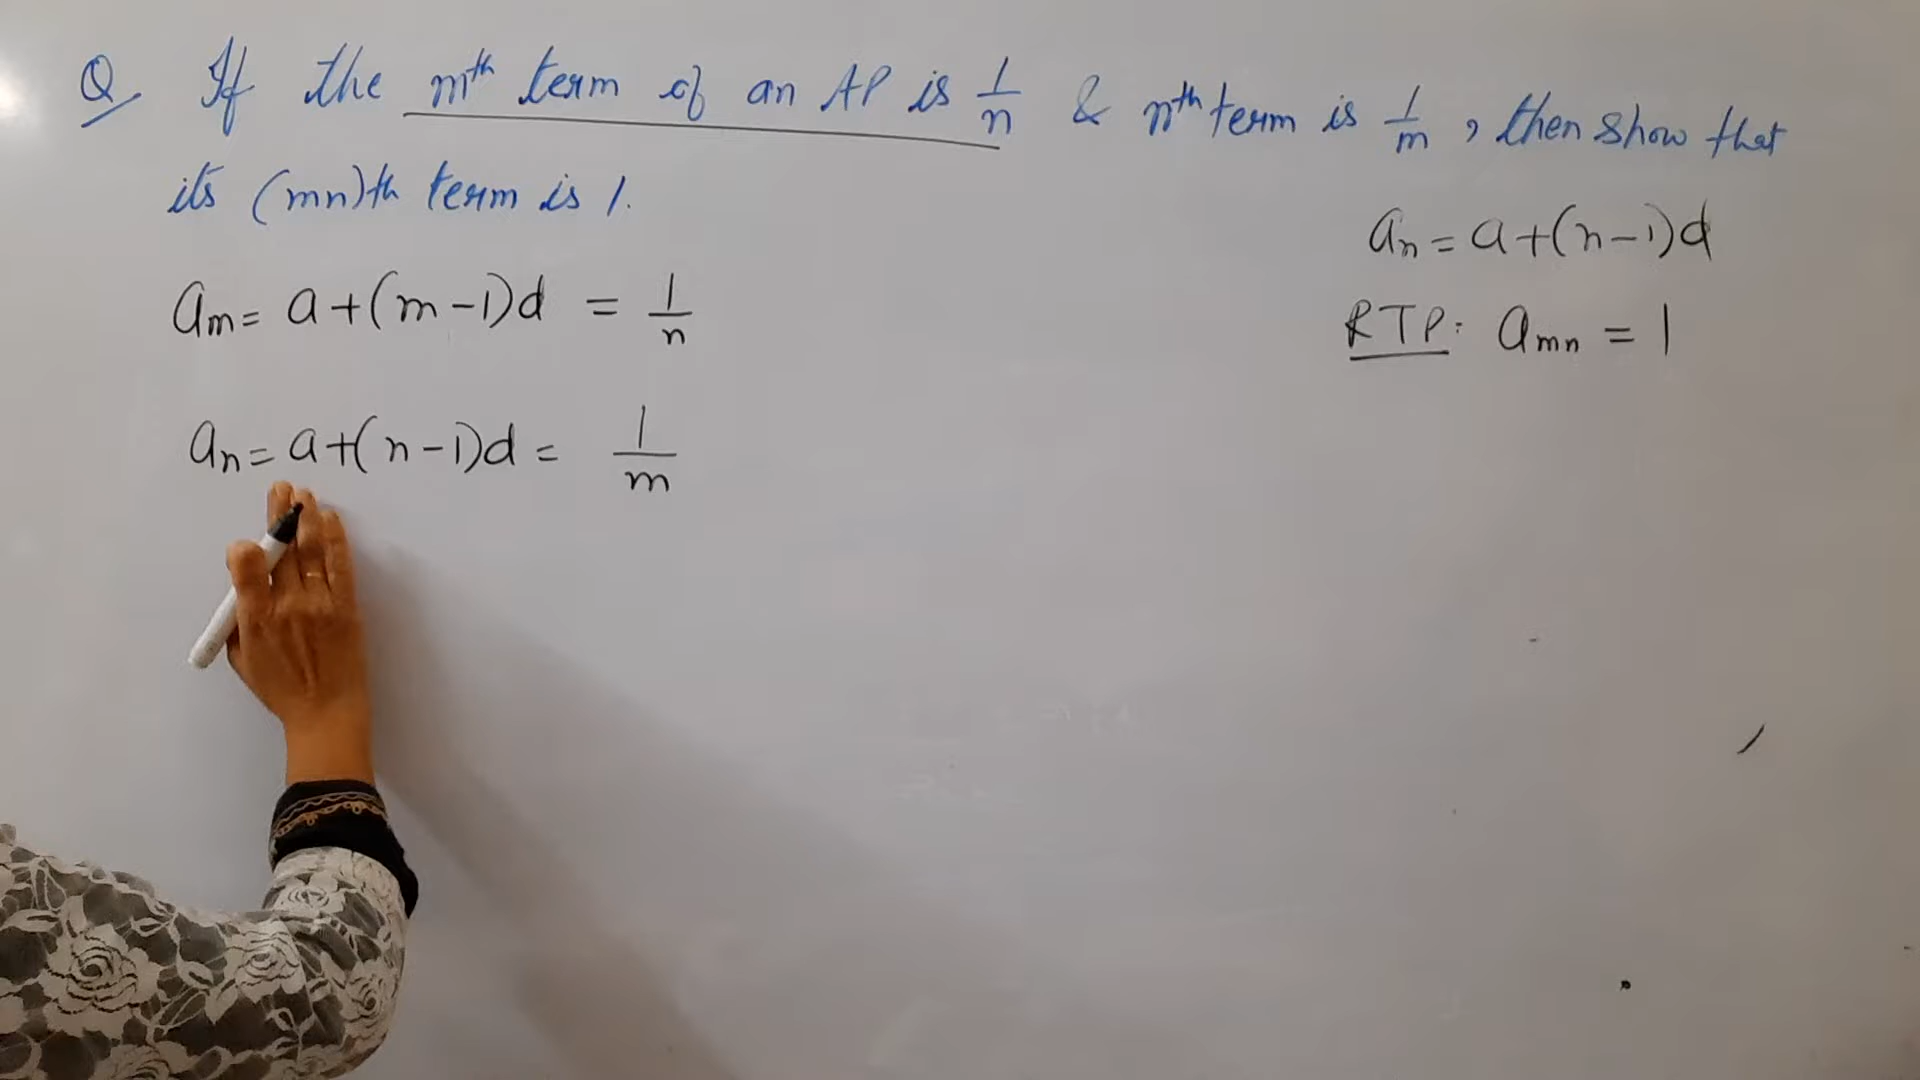 Q If the mth term of an AP is 1/n & nth term is 1/m, then show that
its (mn)th term is 1.
an = a+(n-1)d
am = a+(m-1)d = 1/n
RTP: amn = 1
an = a+(n-1)d = 1/m